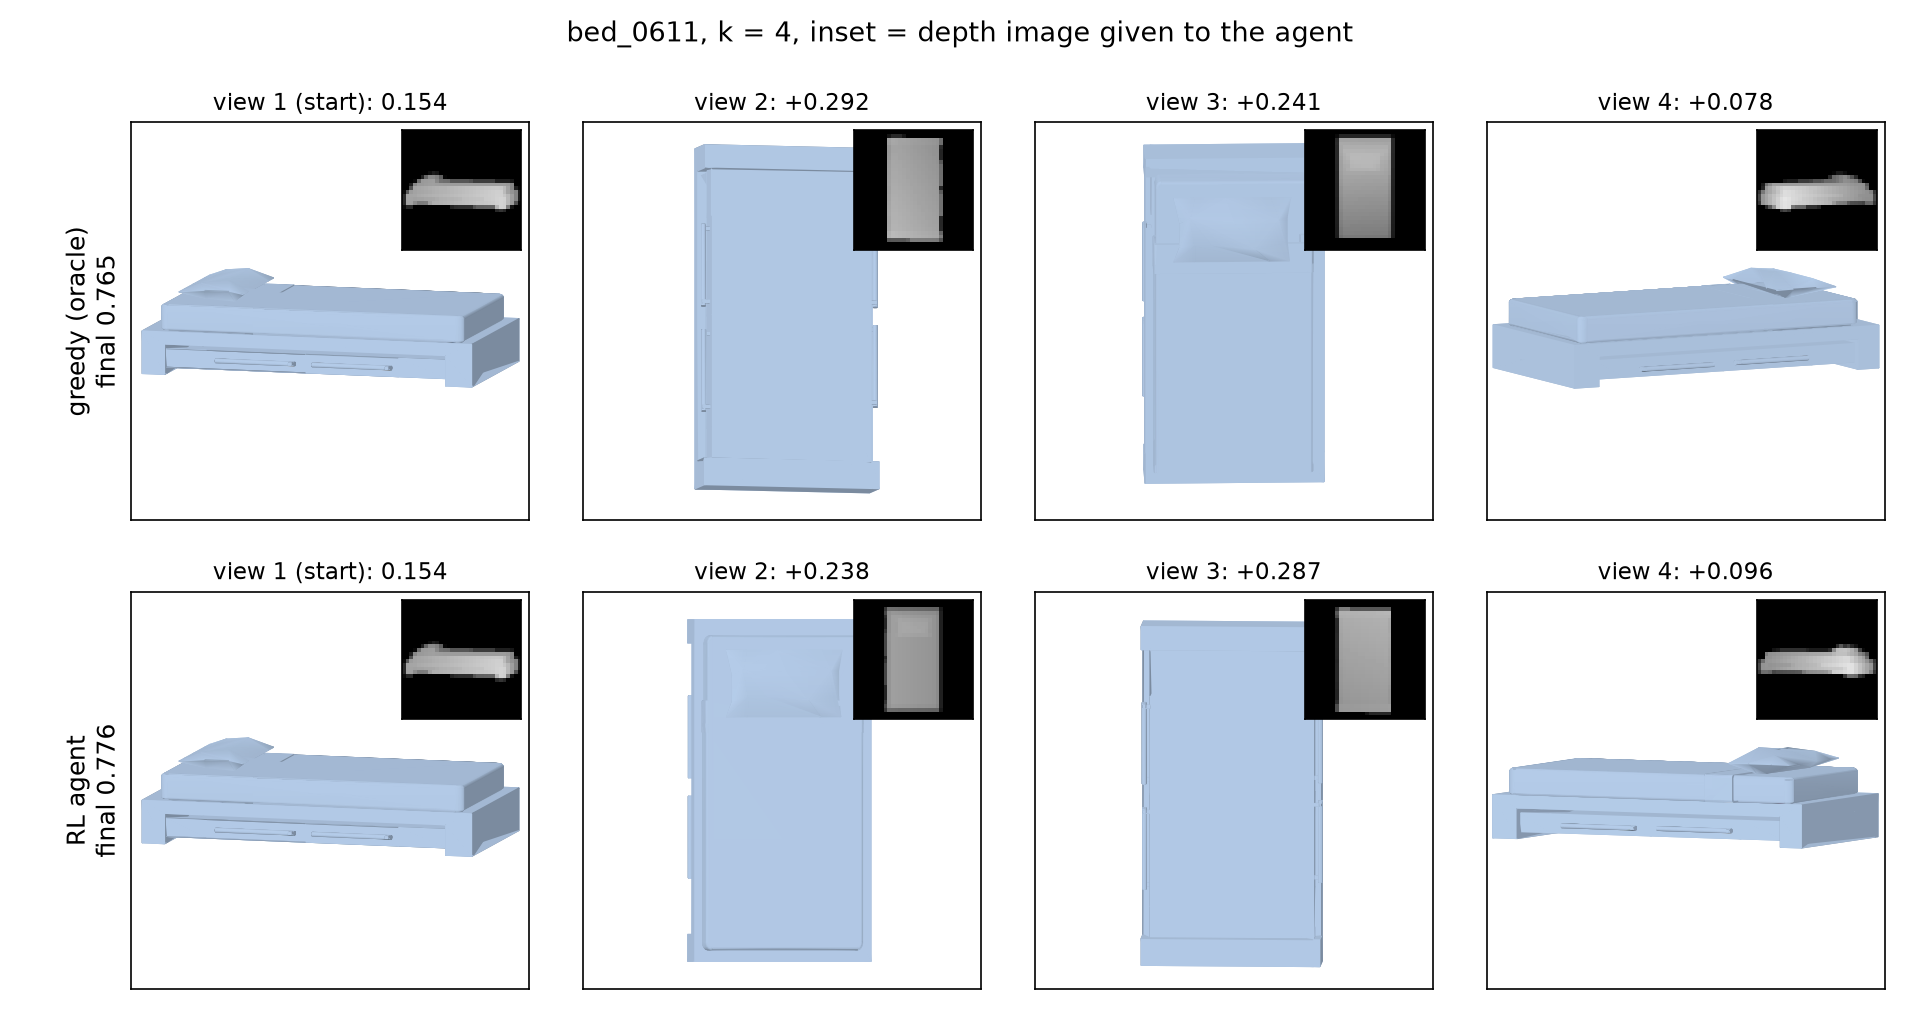 bed_0611, k = 4, inset = depth image given to the agent
view 1 (start): 0.154
view 2: +0.292
view 3: +0.241
view 4: +0.078
greedy (oracle)
final 0.765
view 1 (start): 0.154
view 2: +0.238
view 3: +0.287
view 4: +0.096
RL agent
final 0.776